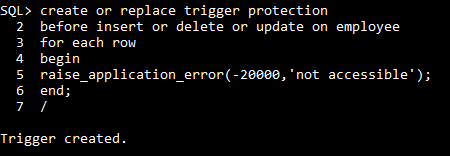 SQL> create or replace trigger protection
2 before insert or delete or update on employee
3 for each row
4 begin
5 raise_application_error(-20000,'not accessible');
6 end;
7 /
Trigger created.